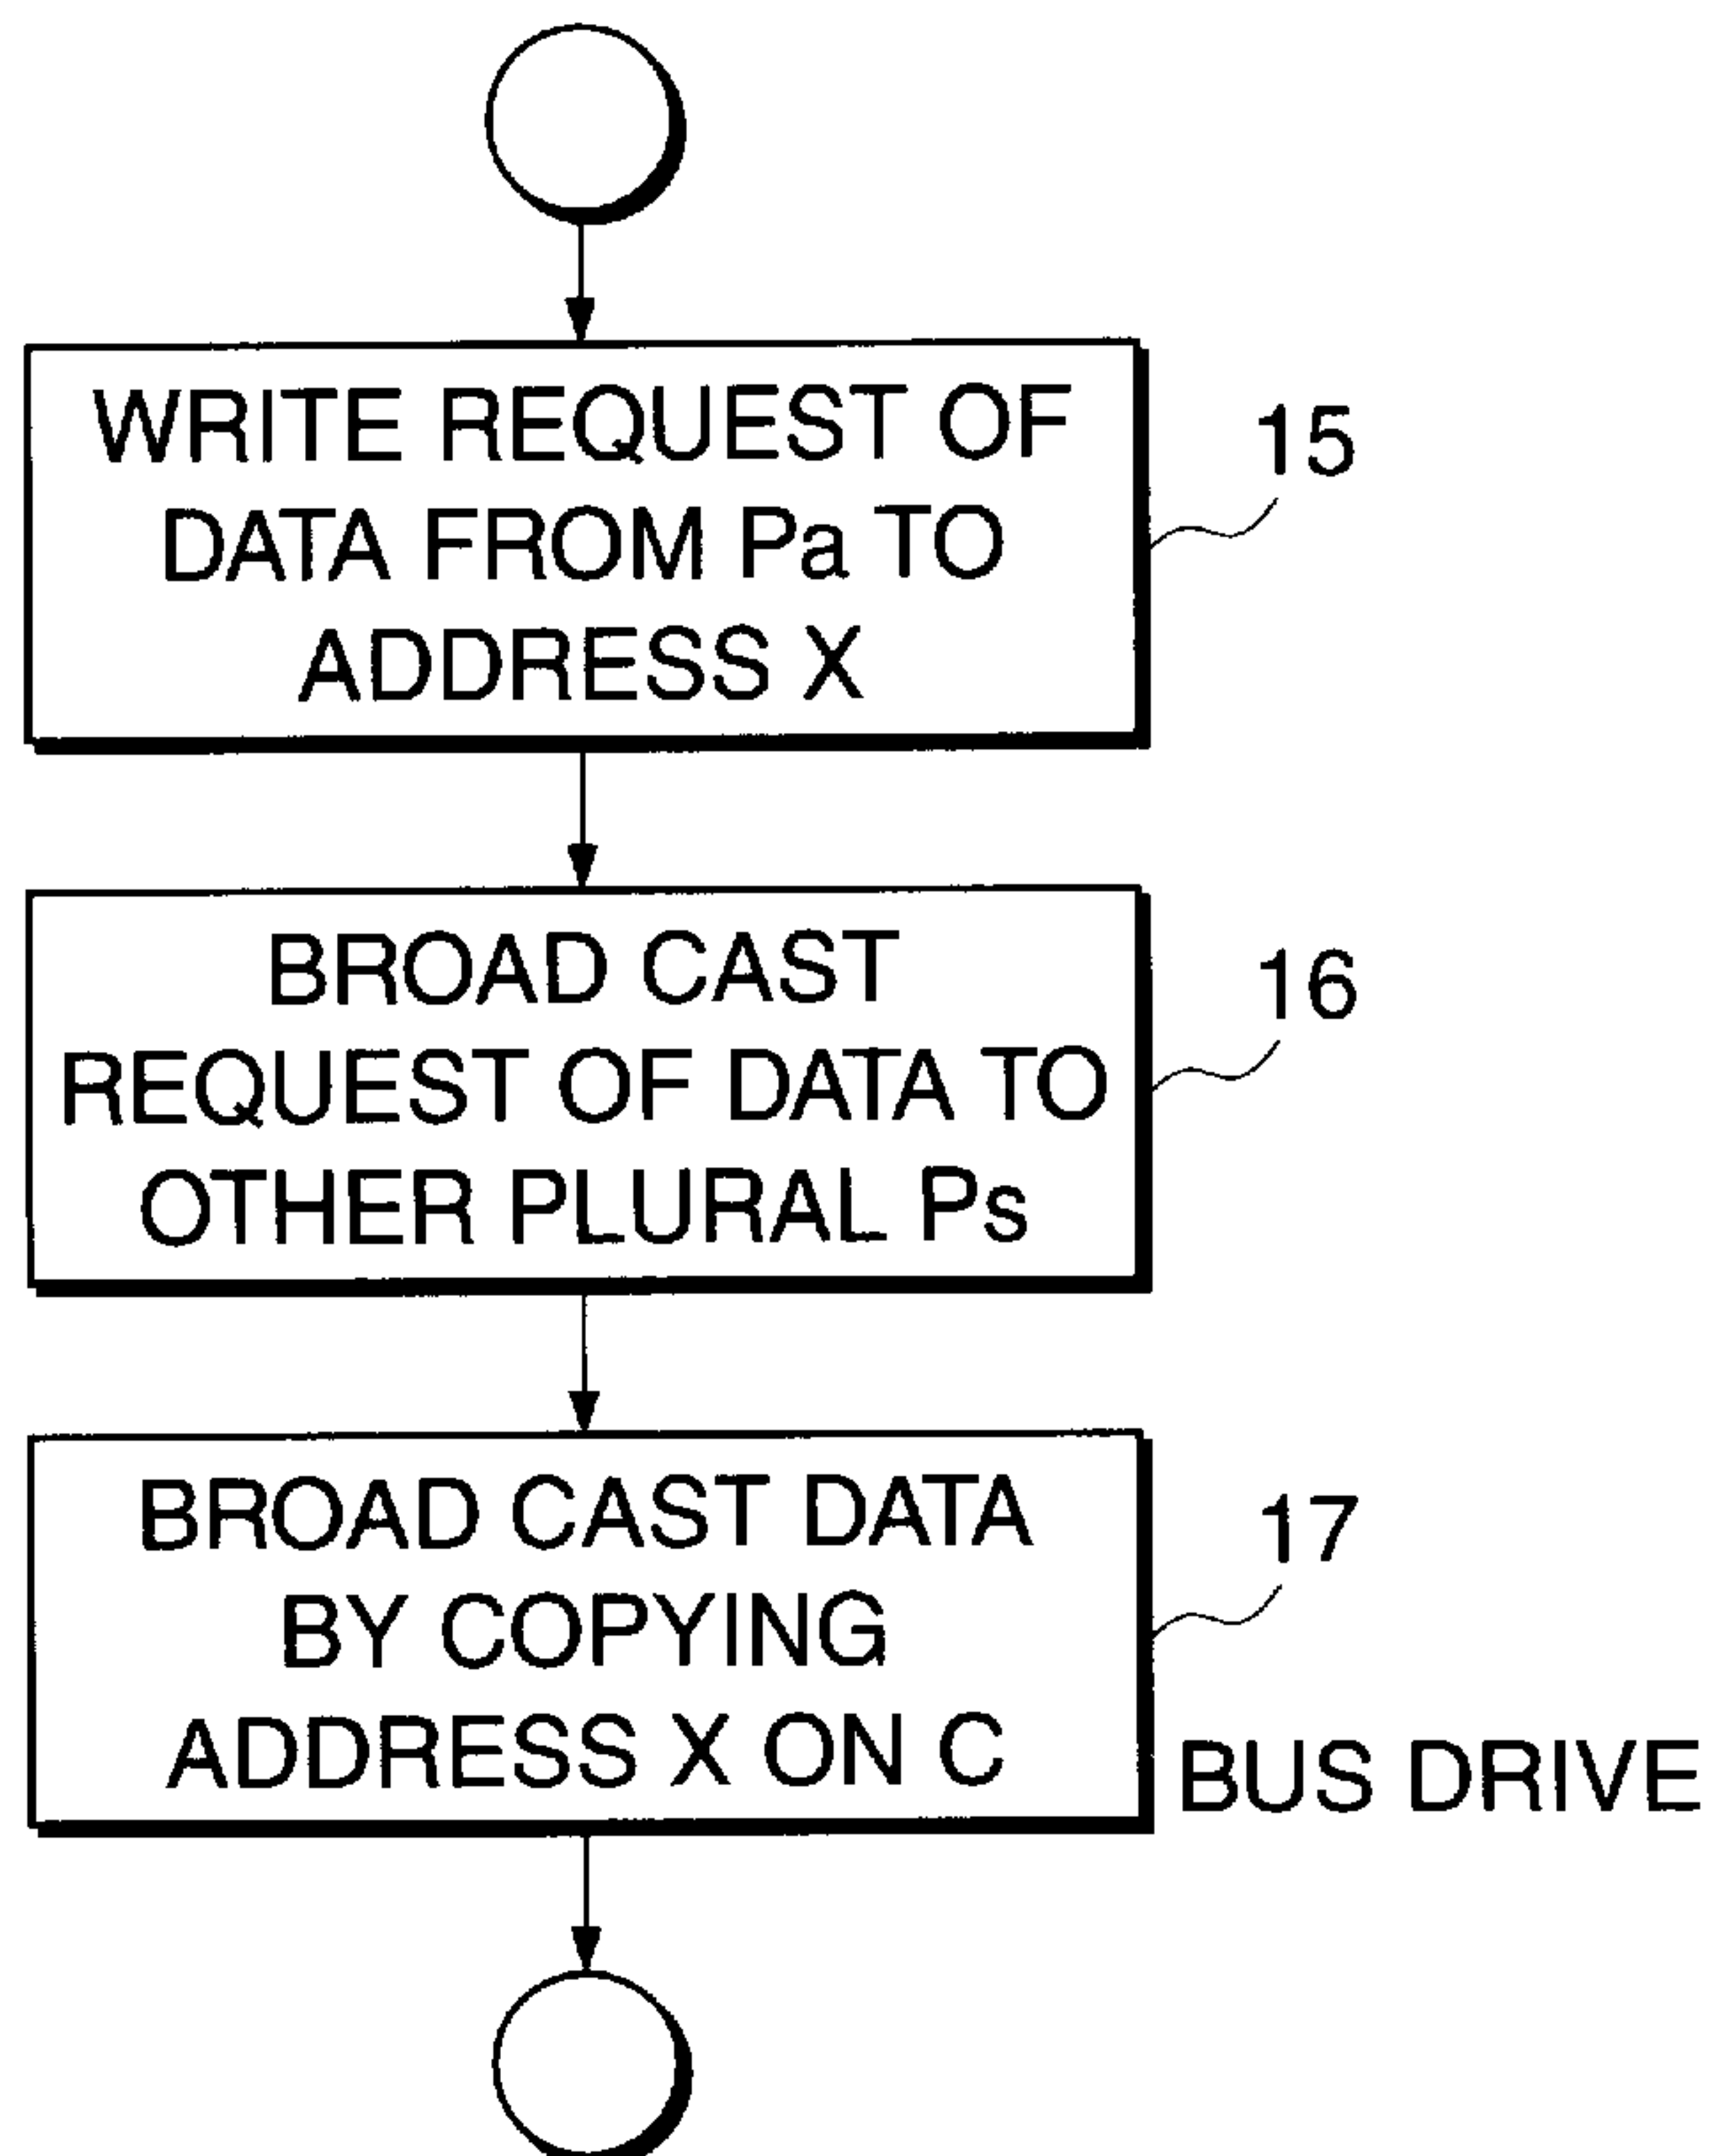 WRITE REQUEST OF
DATA FROM Pa TO
ADDRESS X
15
BROAD CAST
REQUEST OF DATA TO
OTHER PLURAL Ps
16
BROAD CAST DATA
BY COPYING
ADDRESS X ON C
17
BUS DRIVE